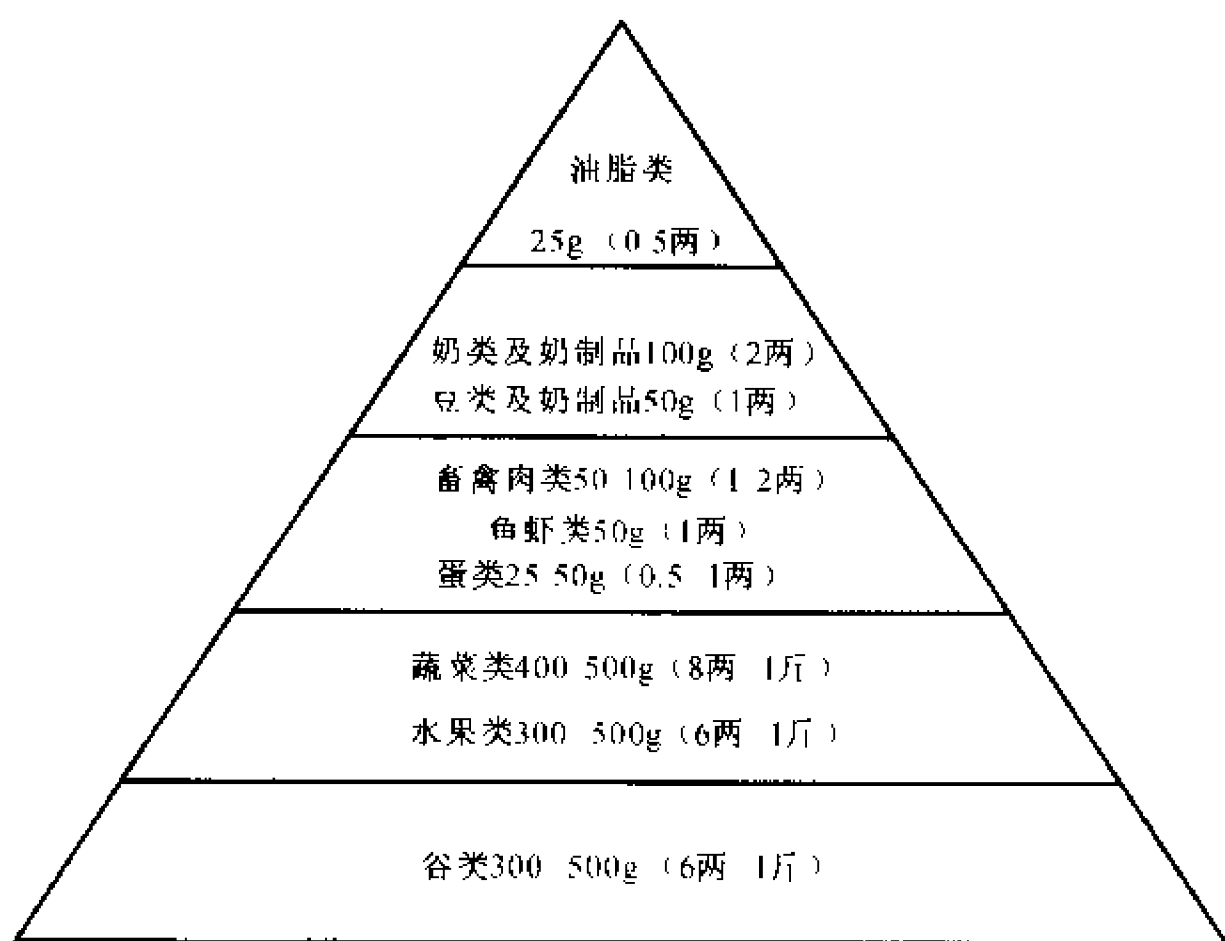 油脂类
25g（0 5两）
奶类及奶制品100g（2两）
豆类及奶制品50g（1两）
畜禽肉类50 100g（1 2两）
鱼虾类50g（1两）
蛋类25 50g（0.5 1两）
蔬菜类400 500g（8两 1斤）
水果类300 500g（6两 1斤）
谷类300 500g（6两 1斤）